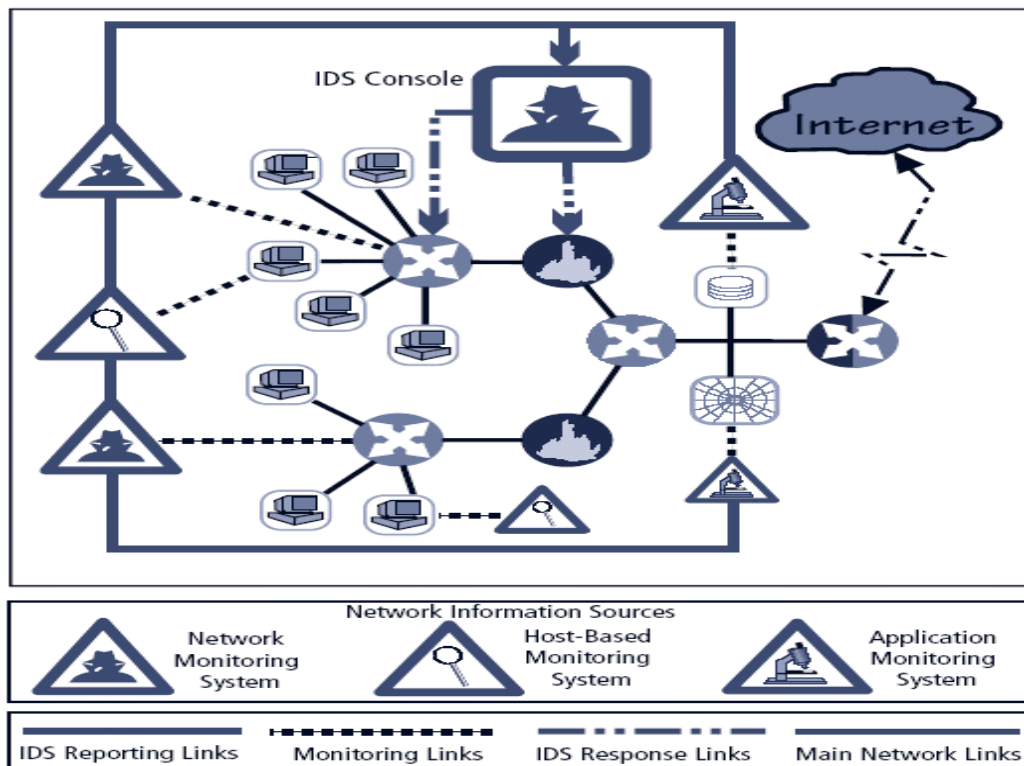 IDS Console
Internet
Network Information Sources
Network
Monitoring
System
Host-Based
Monitoring
System
Application
Monitoring
System
IDS Reporting Links
Monitoring Links
IDS Response Links
Main Network Links